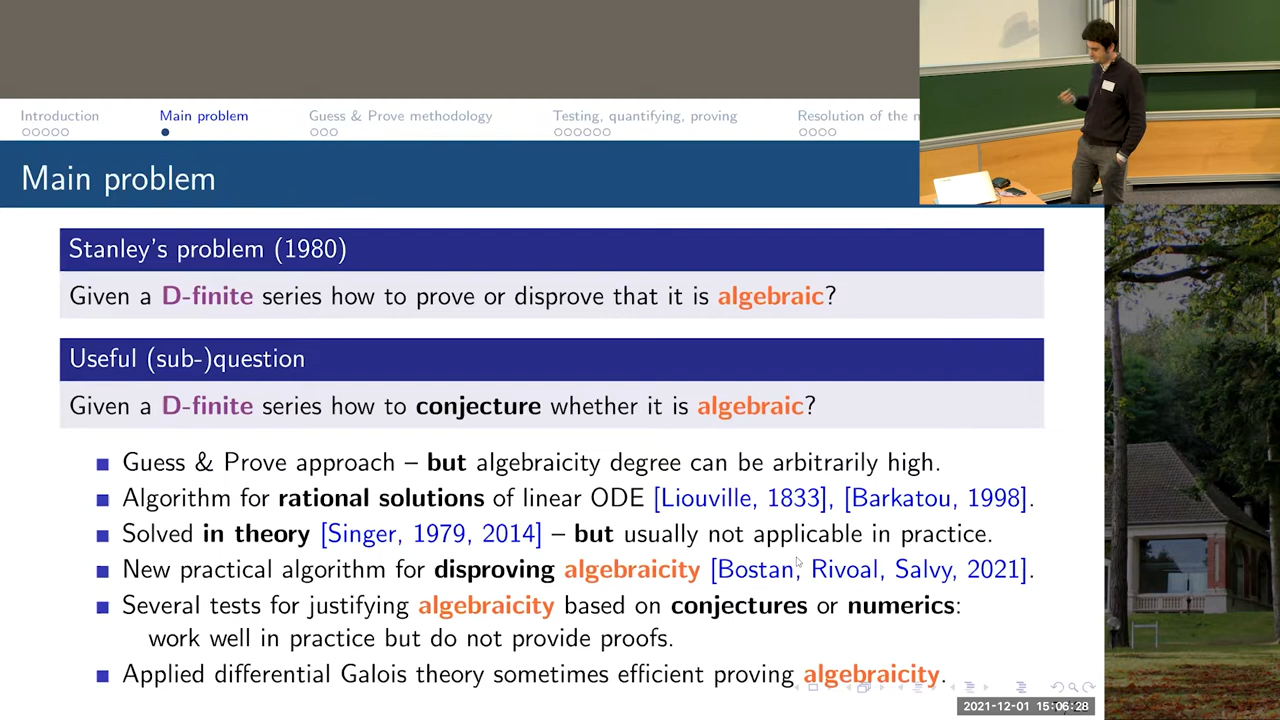 Introduction
Main problem
Guess & Prove methodology
Testing, quantifying, proving
Resolution of the
Main problem
Stanley's problem (1980)
Given a D-finite series how to prove or disprove that it is algebraic?
Useful (sub-)question
Given a D-finite series how to conjecture whether it is algebraic?
Guess & Prove approach – but algebraicity degree can be arbitrarily high.
Algorithm for rational solutions of linear ODE [Liouville, 1833], [Barkatou, 1998].
Solved in theory [Singer, 1979, 2014] – but usually not applicable in practice.
New practical algorithm for disproving algebraicity [Bostan, Rivoal, Salvy, 2021].
Several tests for justifying algebraicity based on conjectures or numerics:
work well in practice but do not provide proofs.
Applied differential Galois theory sometimes efficient proving algebraicity.
2021-12-01 15:06:28